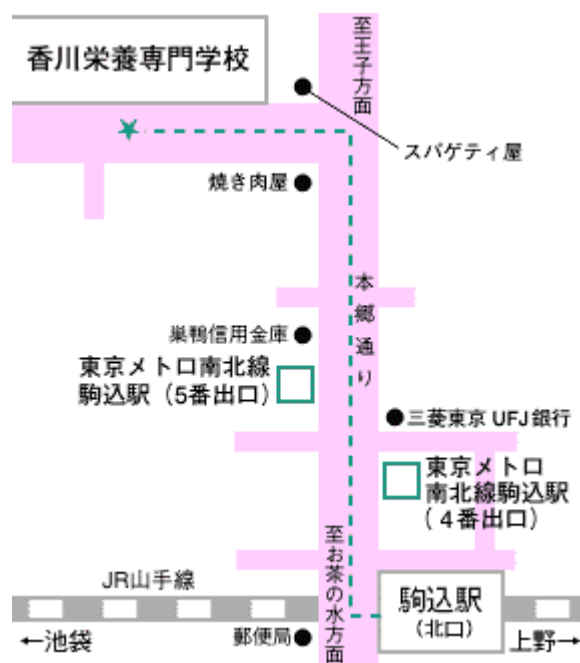 至王子方面
香川栄養専門学校
スパゲティ屋
焼き肉屋
本郷通り
巣鴨信用金庫
東京メトロ南北線
駒込駅（5番出口）
三菱東京UFJ銀行
東京メトロ
南北線駒込駅
（4番出口）
至お茶の水方面
JR山手線
駒込駅
（北口）
←池袋
郵便局
上野→